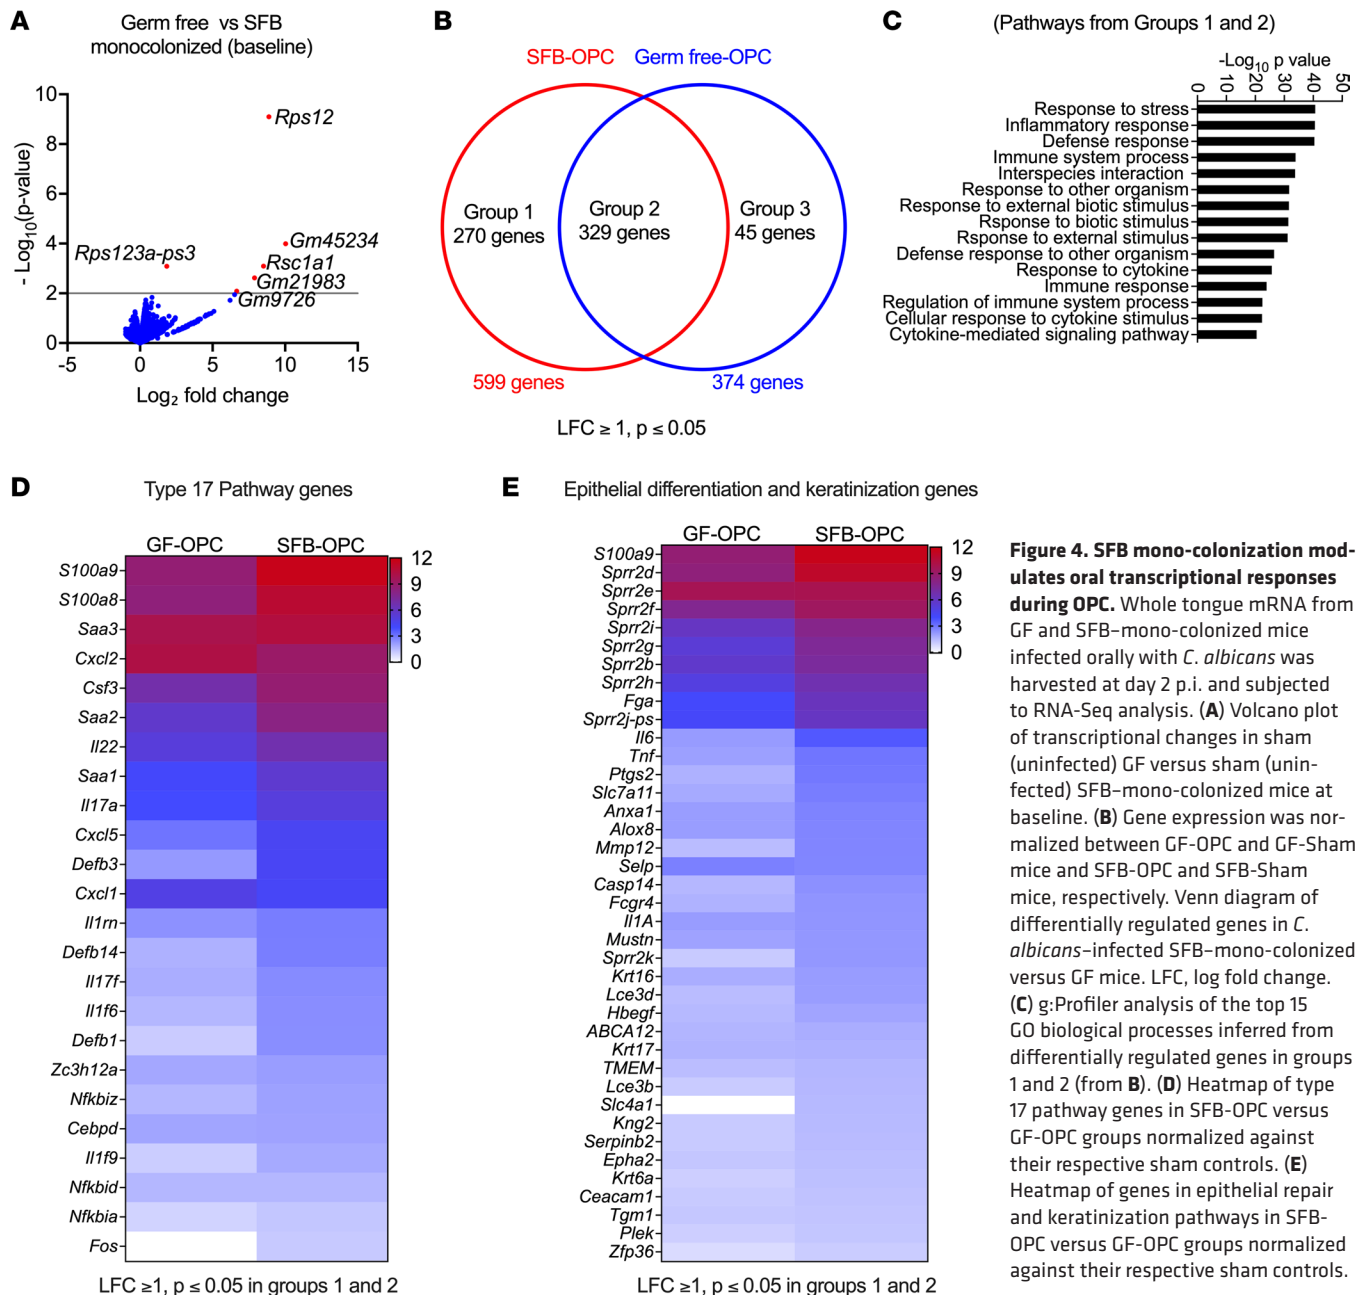 A
Germ free vs SFB
monocolonized (baseline)
10
8
6
4
2
0
-5
0
5
10
15
- Log10(p-value)
Log2 fold change
Rps12
Gm45234
Rps123a-ps3
Rsc1a1
Gm21983
Gm9726
B
SFB-OPC
Germ free-OPC
Group 1
270 genes
Group 2
329 genes
Group 3
45 genes
599 genes
374 genes
LFC ≥ 1, p ≤ 0.05
C
(Pathways from Groups 1 and 2)
-Log10 p value
0
10
20
30
40
50
Response to stress
Inflammatory response
Defense response
Immune system process
Interspecies interaction
Response to other organism
Response to external biotic stimulus
Rsponse to biotic stimulus
Rsponse to external stimulus
Defense response to other organism
Response to cytokine
Immune response
Regulation of immune system process
Cellular response to cytokine stimulus
Cytokine-mediated signaling pathway
D
Type 17 Pathway genes
GF-OPC
SFB-OPC
S100a9
S100a8
Saa3
Cxcl2
Csf3
Saa2
Il22
Saa1
Il17a
Cxcl5
Defb3
Cxcl1
Il1rn
Defb14
Il17f
Il1f6
Defb1
Zc3h12a
Nfkbiz
Cebpd
Il1f9
Nfkbid
Nfkbia
Fos
12
9
6
3
0
LFC ≥1, p ≤ 0.05 in groups 1 and 2
E
Epithelial differentiation and keratinization genes
GF-OPC
SFB-OPC
S100a9
Sprr2d
Sprr2e
Sprr2f
Sprr2i
Sprr2g
Sprr2b
Sprr2h
Fga
Sprr2j-ps
Il6
Tnf
Ptgs2
Slc7a11
Anxa1
Alox8
Mmp12
Selp
Casp14
Fcgr4
Il1A
Mustn
Sprr2k
Krt16
Lce3d
Hbegf
ABCA12
Krt17
TMEM
Lce3b
Slc4a1
Kng2
Serpinb2
Epha2
Krt6a
Ceacam1
Tgm1
Plek
Zfp36
12
9
6
3
0
LFC ≥1, p ≤ 0.05 in groups 1 and 2
Figure 4. SFB mono-colonization mod-
ulates oral transcriptional responses
during OPC. Whole tongue mRNA from
GF and SFB–mono-colonized mice
infected orally with C. albicans was
harvested at day 2 p.i. and subjected
to RNA-Seq analysis. (A) Volcano plot
of transcriptional changes in sham
(uninfected) GF versus sham (unin-
fected) SFB–mono-colonized mice at
baseline. (B) Gene expression was nor-
malized between GF-OPC and GF-Sham
mice and SFB-OPC and SFB-Sham
mice, respectively. Venn diagram of
differentially regulated genes in C.
albicans–infected SFB–mono-colonized
versus GF mice. LFC, log fold change.
(C) g:Profiler analysis of the top 15
GO biological processes inferred from
differentially regulated genes in groups
1 and 2 (from B). (D) Heatmap of type
17 pathway genes in SFB-OPC versus
GF-OPC groups normalized against
their respective sham controls. (E)
Heatmap of genes in epithelial repair
and keratinization pathways in SFB-
OPC versus GF-OPC groups normalized
against their respective sham controls.